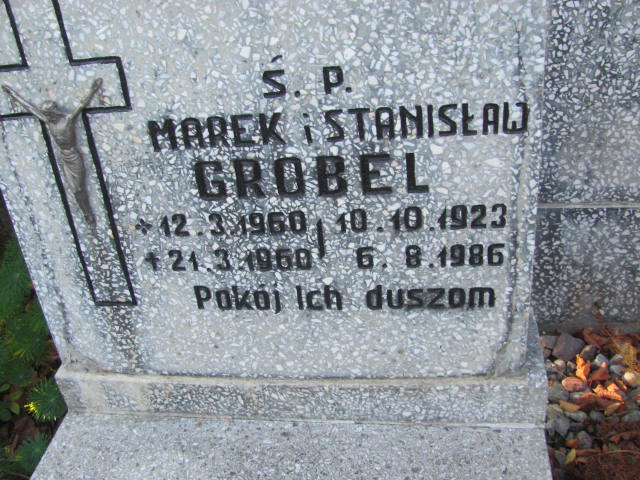 Ś. P.
MAREK i STANISŁAW
GROBEL
* 12.3.1960 10.10.1923
+ 21.3.1960 6.8.1986
Pokój Ich duszom